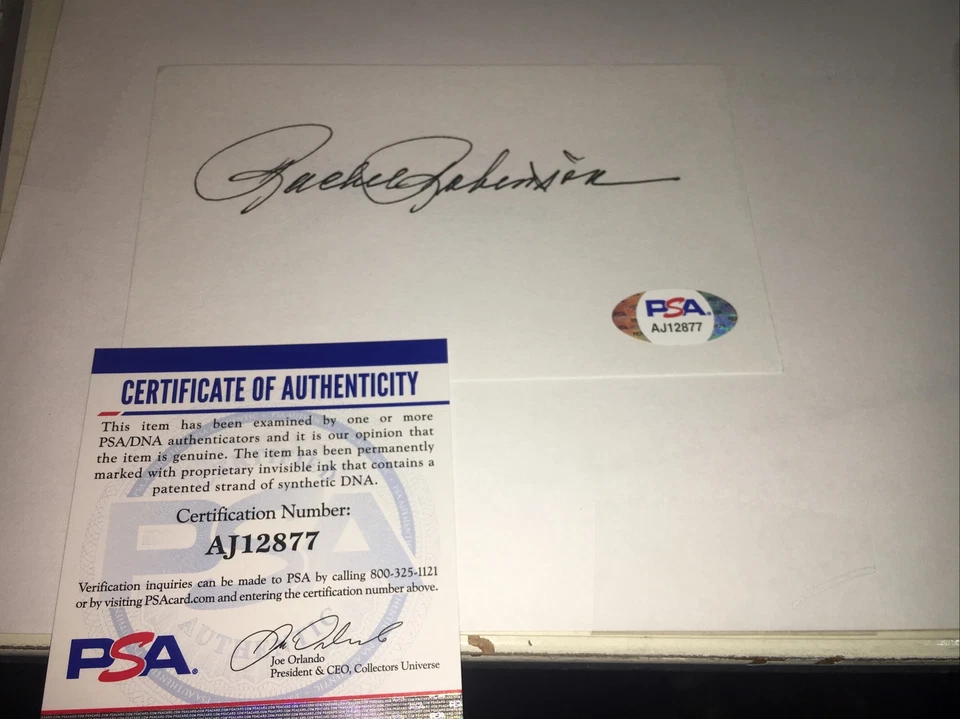 Rachel Robinson
PSA
AJ12877
CERTIFICATE OF AUTHENTICITY
This item has been examined by one or more
PSA/DNA authenticators and it is our opinion that
the item is genuine. The item has been permanently
marked with proprietary invisible ink that contains a
patented strand of synthetic DNA.
Certification Number:
AJ12877
Verification inquiries can be made to PSA by calling 800-325-1121
or by visiting PSAcard.com and entering the certification number above.
PSA
Joe Orlando
President & CEO, Collectors Universe